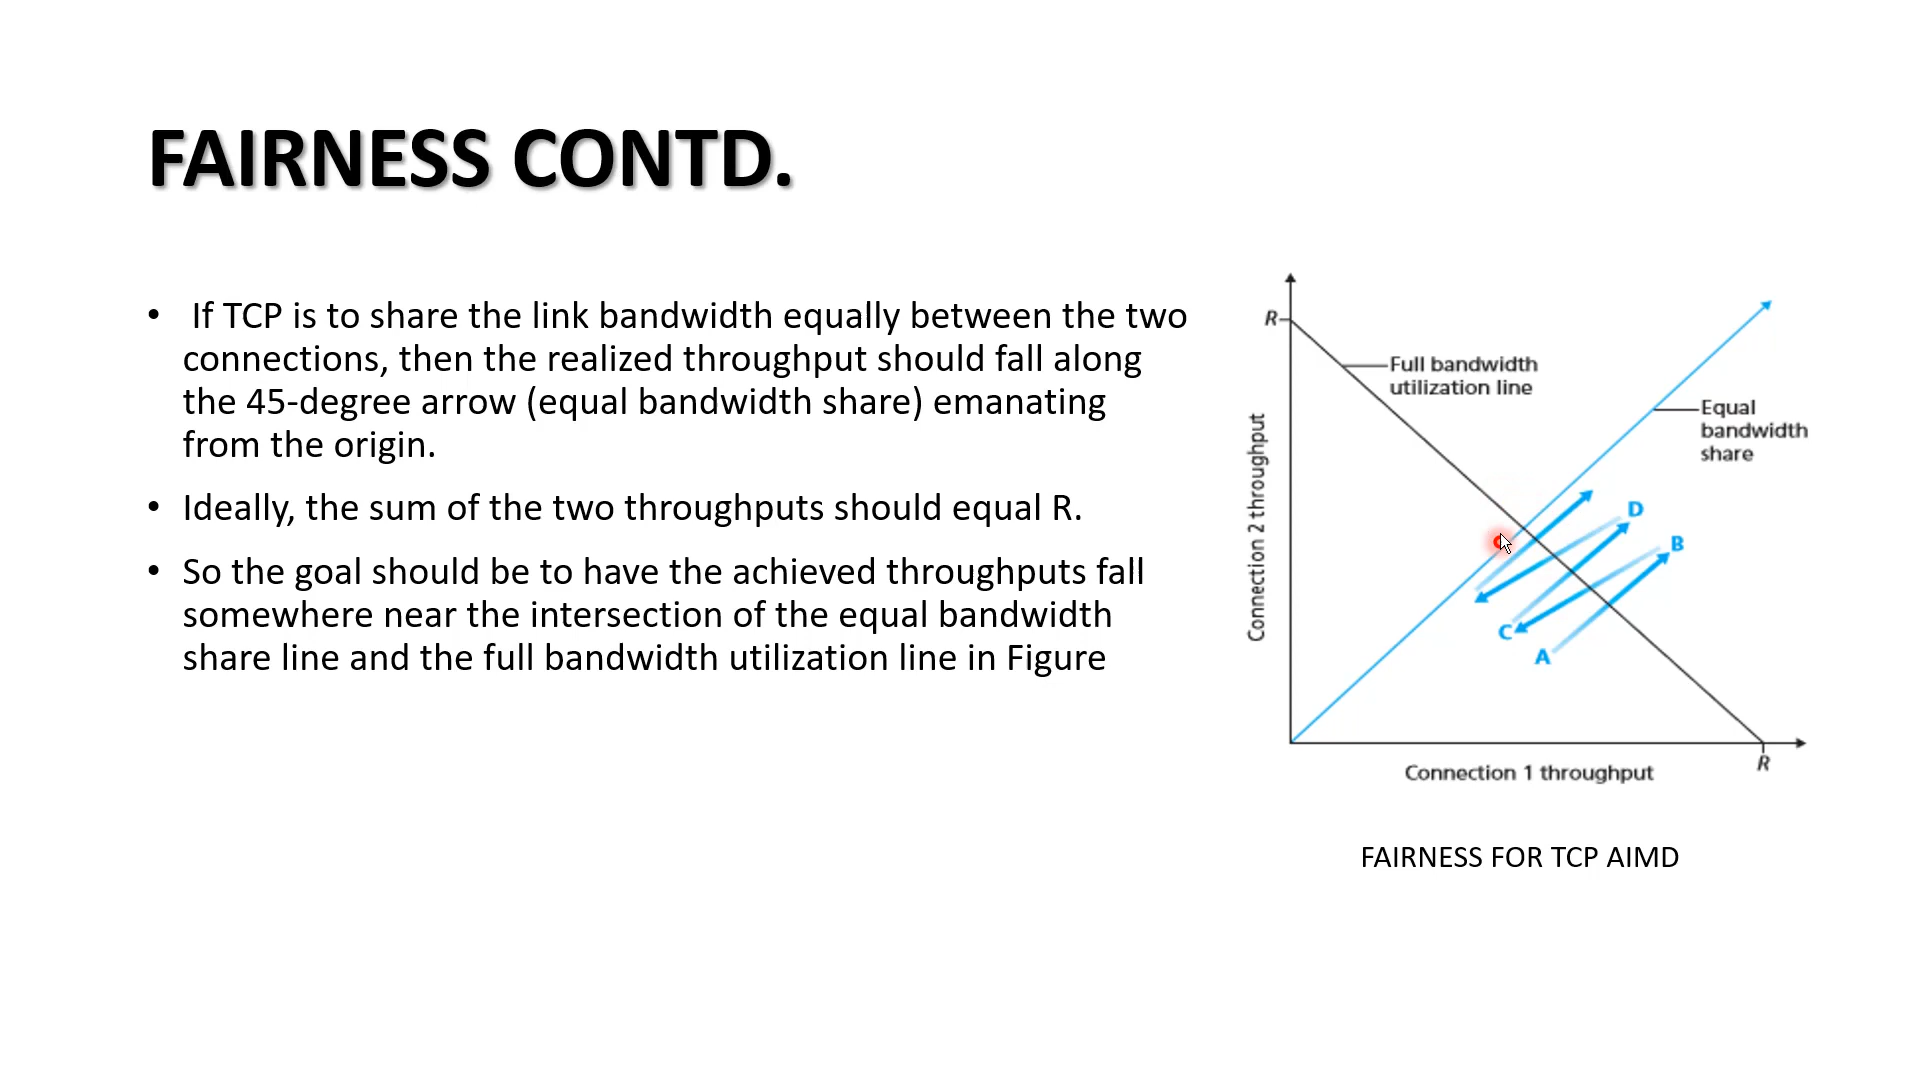 FAIRNESS CONTD.
• If TCP is to share the link bandwidth equally between the two
connections, then the realized throughput should fall along
the 45-degree arrow (equal bandwidth share) emanating
from the origin.
• Ideally, the sum of the two throughputs should equal R.
• So the goal should be to have the achieved throughputs fall
somewhere near the intersection of the equal bandwidth
share line and the full bandwidth utilization line in Figure
R
Full bandwidth
utilization line
Equal
bandwidth
share
Connection 2 throughput
D
B
C
A
R
Connection 1 throughput
FAIRNESS FOR TCP AIMD